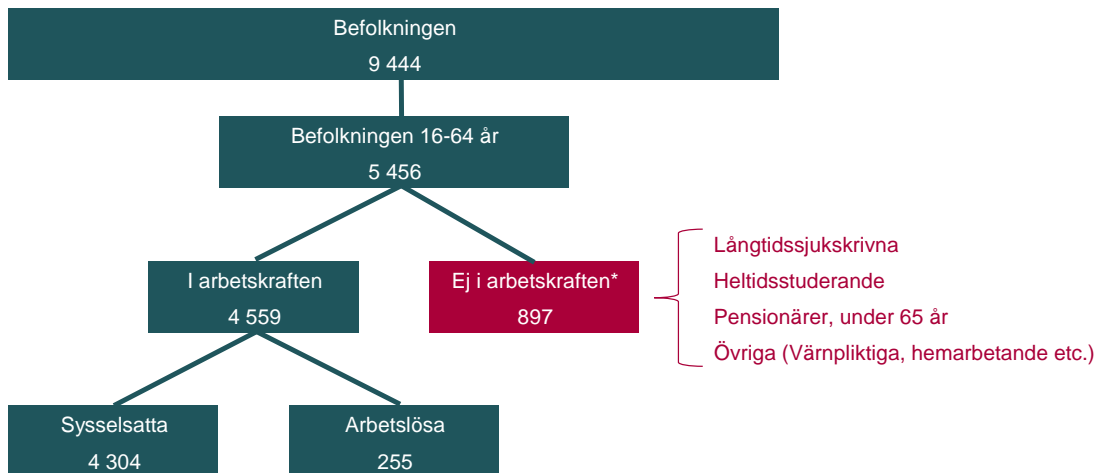 Befolkningen
9 444
Befolkningen 16-64 år
5 456
I arbetskraften
4 559
Ej i arbetskraften*
897
Långtidssjukskrivna
Heltidsstuderande
Pensionärer, under 65 år
Övriga (Värnpliktiga, hemarbetande etc.)
Sysselsatta
4 304
Arbetslösa
255